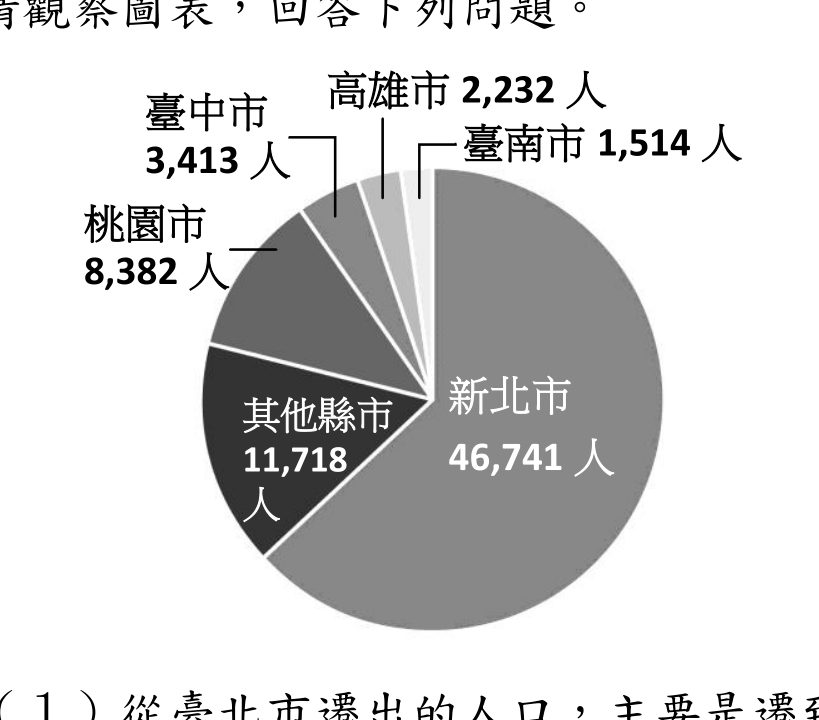 請觀察圖表，回答下列問題。
高雄市 2,232 人
臺中市
3,413 人
臺南市 1,514 人
桃園市
8,382 人
新北市
46,741 人
其他縣市
11,718
人
（１）從臺北市遷出的人口，主要是遷到